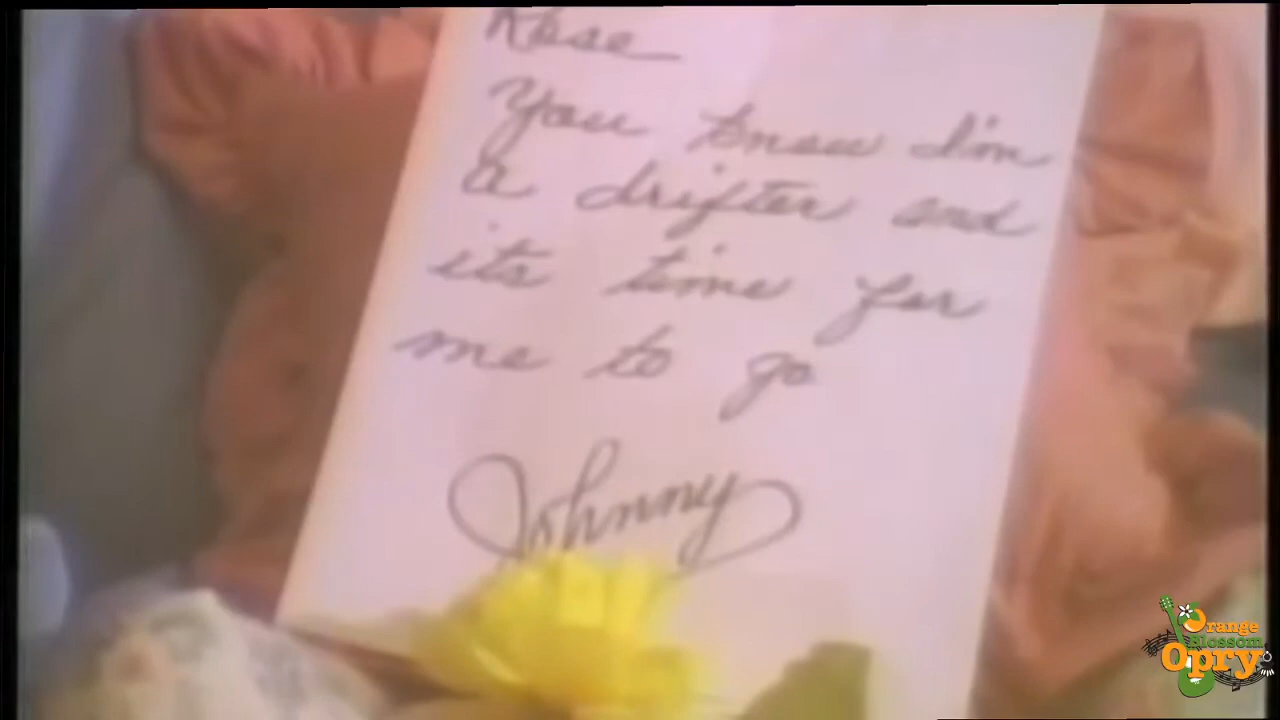 Rose
You know I'm
a drifter and
its time for
me to go
Johnny
Orange
Blossom
Opry